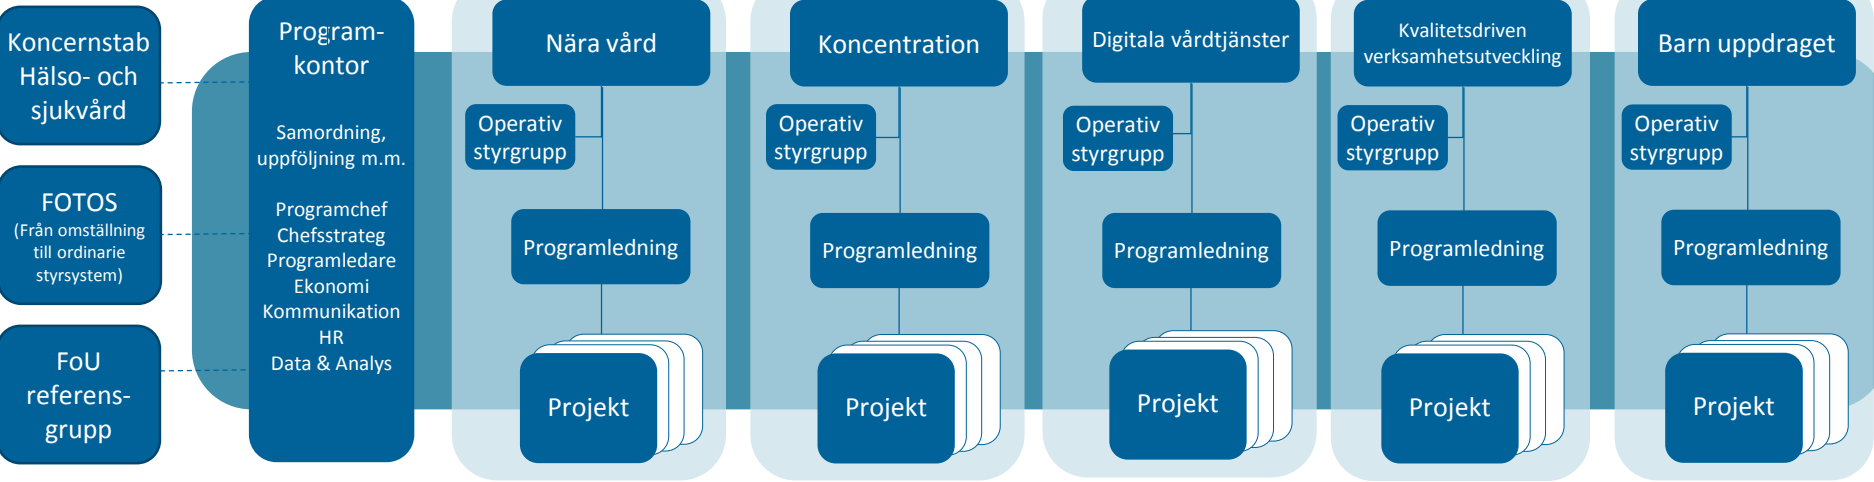 Koncernstab
Hälso- och
sjukvård
FOTOS
(Från omställning
till ordinarie
styrsystem)
FoU
referens-
grupp
Program-
kontor
Samordning,
uppföljning m.m.
Programchef
Chefsstrateg
Programledare
Ekonomi
Kommunikation
HR
Data & Analys
Nära vård
Operativ
styrgrupp
Programledning
Projekt
Koncentration
Operativ
styrgrupp
Programledning
Projekt
Digitala vårdtjänster
Operativ
styrgrupp
Programledning
Projekt
Kvalitetsdriven
verksamhetsutveckling
Operativ
styrgrupp
Programledning
Projekt
Barn uppdraget
Operativ
styrgrupp
Programledning
Projekt